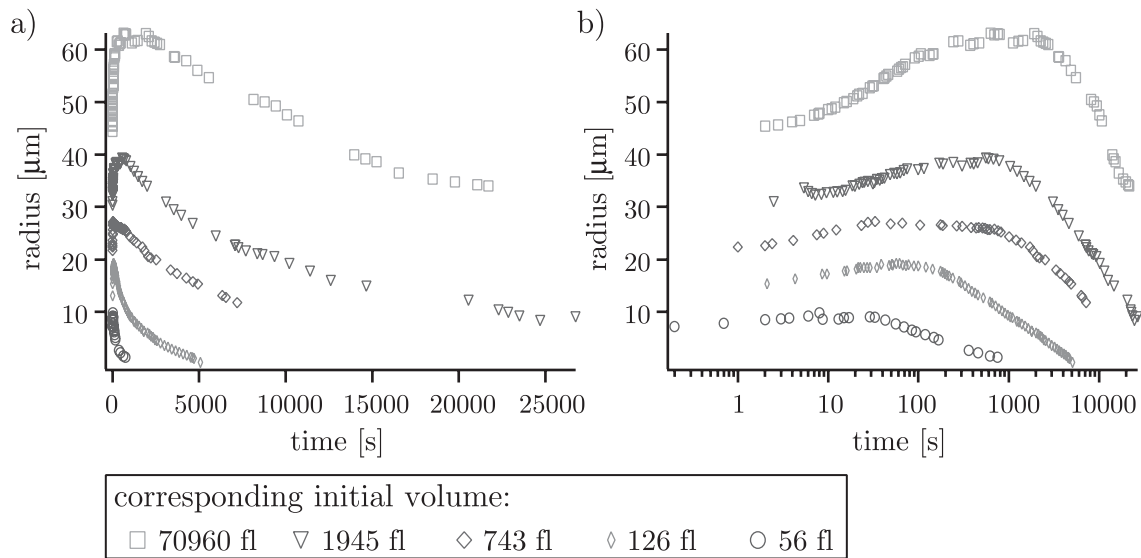 a)
60
50
40
30
20
10
radius [μm]
0 5000 10000 15000 20000 25000
time [s]
b)
60
50
40
30
20
10
radius [μm]
1 10 100 1000 10000
time [s]
corresponding initial volume:
70960 fl 1945 fl 743 fl 126 fl 56 fl